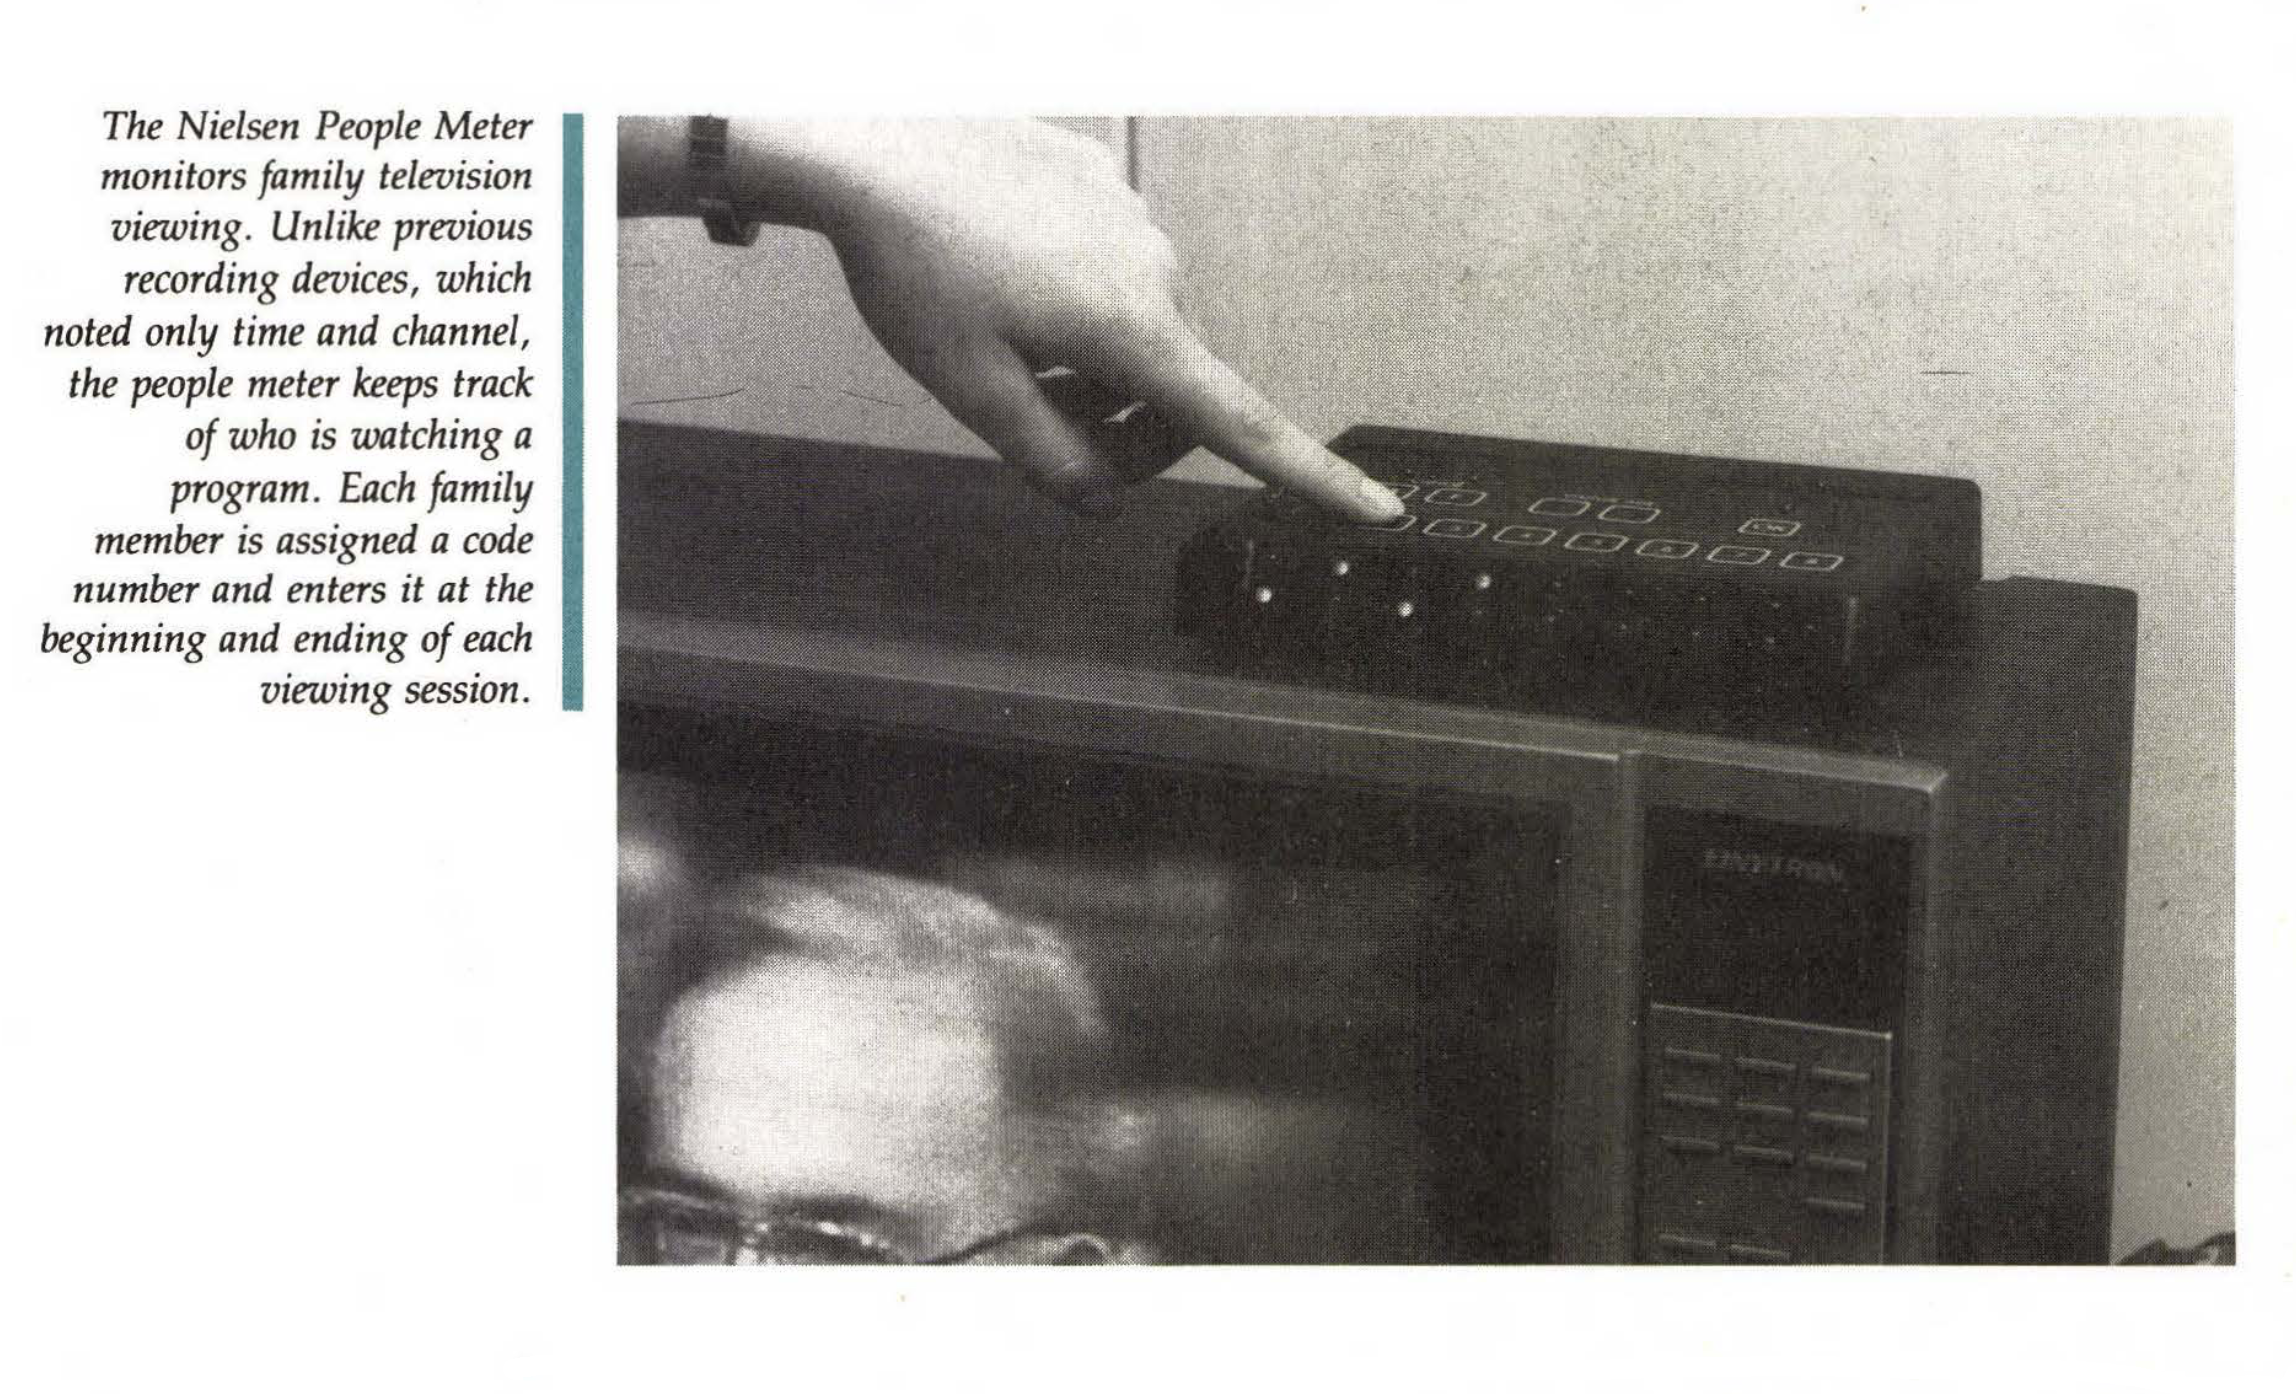 The Nielsen People Meter
monitors family television
viewing. Unlike previous
recording devices, which
noted only time and channel,
the people meter keeps track
of who is watching a
program. Each family
member is assigned a code
number and enters it at the
beginning and ending of each
viewing session.